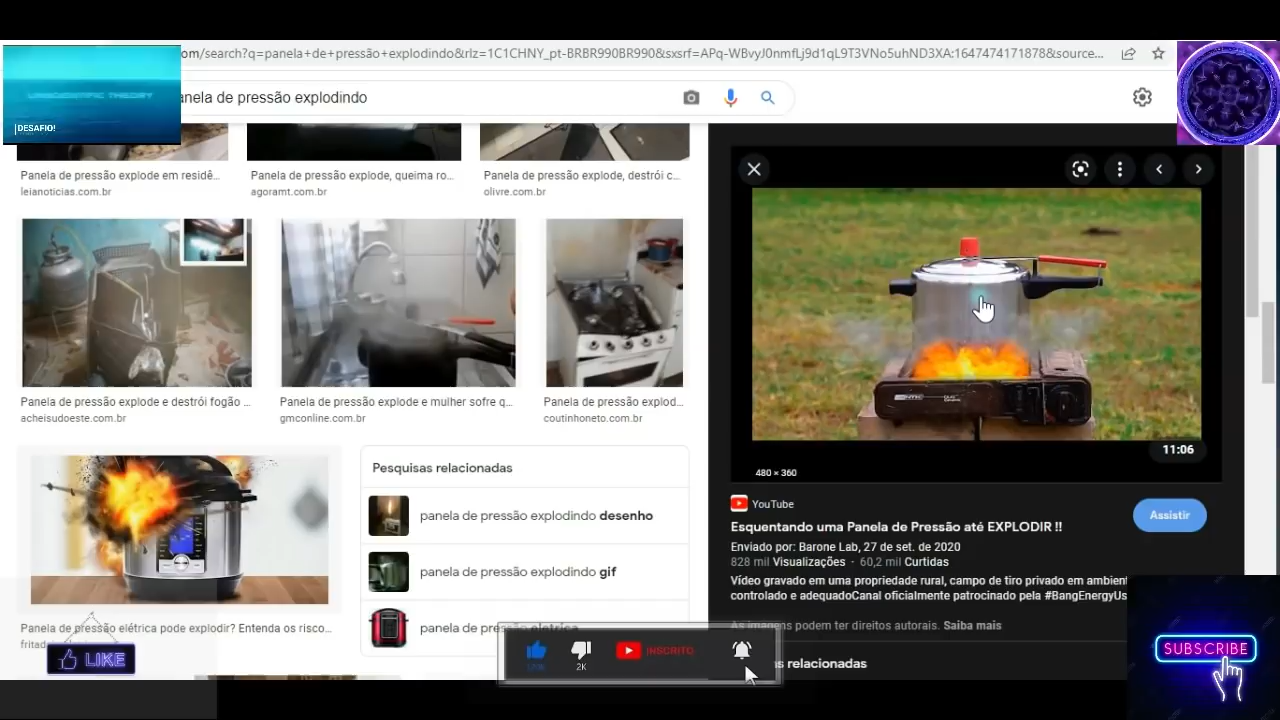 om/search?q=panela+de+pressão+explodindo&rlz=1C1CHNY_pt-BRBR990BR990&sxsrf=APq-WBvyJ0nmfLj9d1qL9T3VNo5uhND3XA:1647474171878&source...
UNSCIENTIFIC THEORY
DESAFIO!
anela de pressão explodindo
Panela de pressão explode em residê...
leianoticias.com.br
Panela de pressão explode, queima ro...
agoramt.com.br
Panela de pressão explode, destrói c...
olivre.com.br
Panela de pressão explode e destrói fogão ...
acheisudoeste.com.br
Panela de pressão explode e mulher sofre q...
gmconline.com.br
Panela de pressão explod...
coutinhoneto.com.br
Pesquisas relacionadas
panela de pressão explodindo desenho
panela de pressão explodindo gif
panela de pressão eletrica
Panela de pressão elétrica pode explodir? Entenda os risco...
LIKE
11:06
480 × 360
YouTube
Esquentando uma Panela de Pressão até EXPLODIR !!
Assistir
Enviado por: Barone Lab, 27 de set. de 2020
828 mil Visualizações · 60,2 mil Curtidas
Vídeo gravado em uma propriedade rural, campo de tiro privado em ambient
controlado e adequadoCanal oficialmente patrocinado pela #BangEnergyUs
As imagens podem ter direitos autorais. Saiba mais
s relacionadas
2K
INSCRITO
SUBSCRIBE